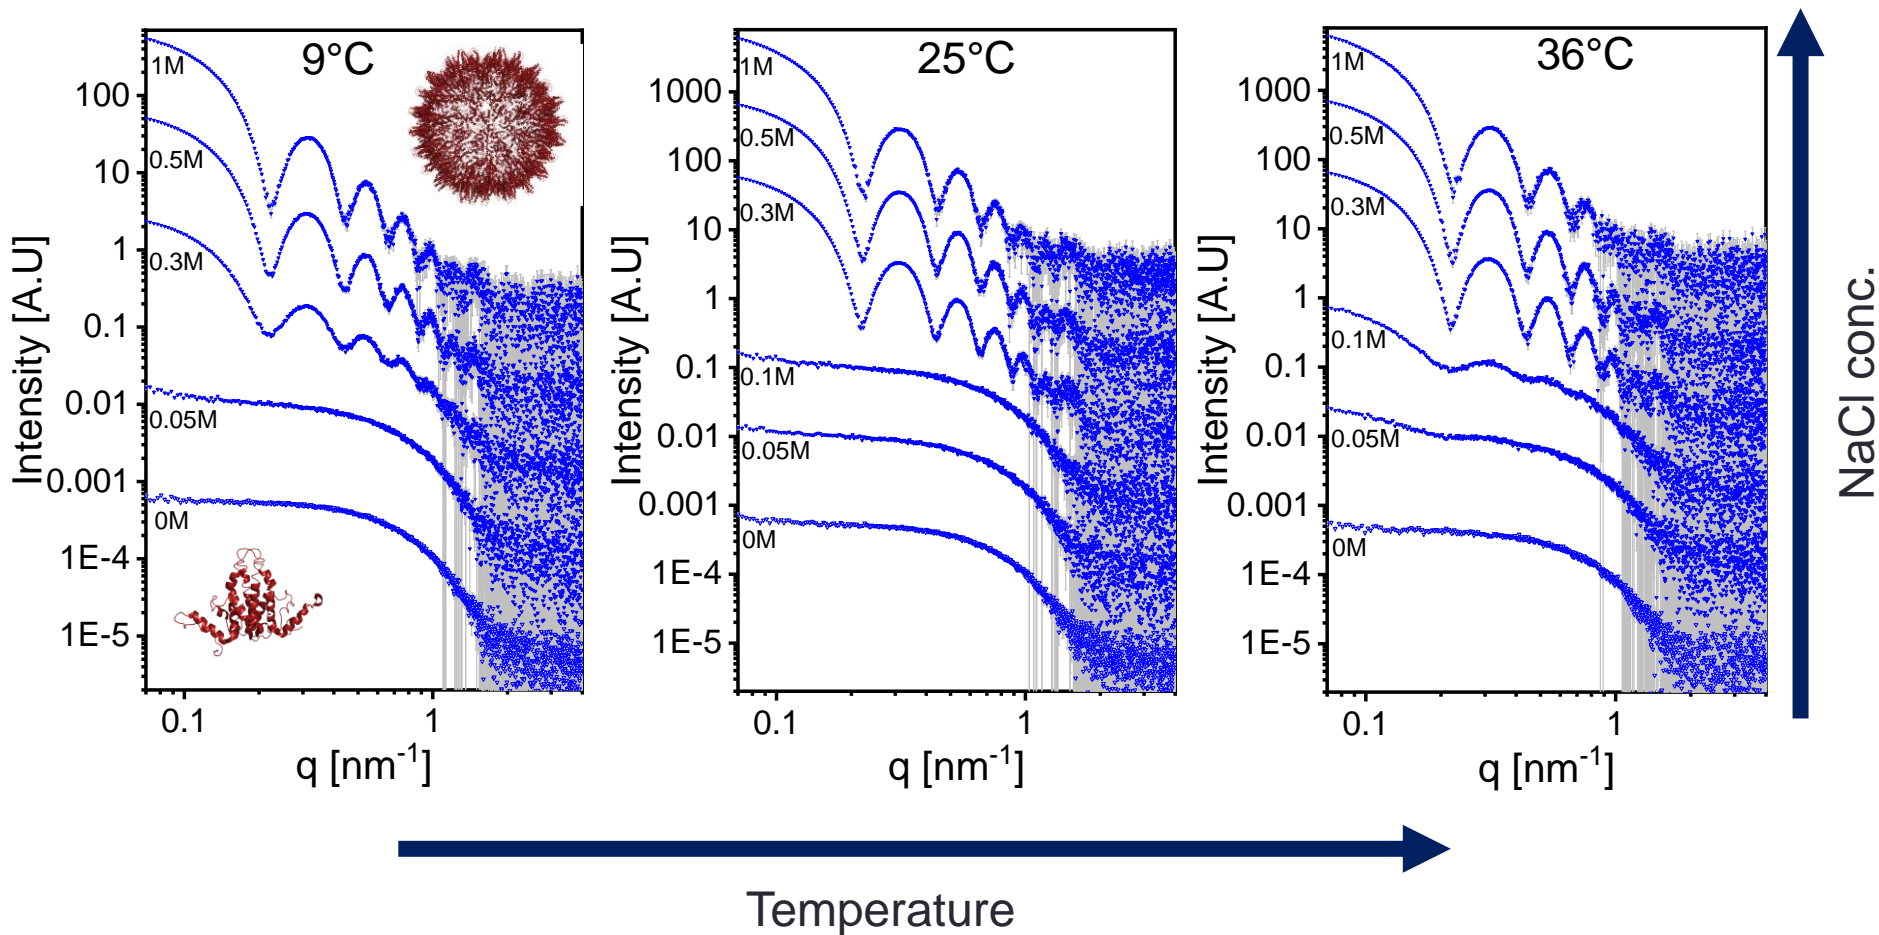 9°C
1M
0.5M
0.3M
0.05M
0M
100
10
1
0.1
0.01
0.001
1E-4
1E-5
Intensity [A.U]
0.1
1
q [nm⁻¹]
25°C
1M
0.5M
0.3M
0.1M
0.05M
0M
1000
100
10
1
0.1
0.01
0.001
1E-4
1E-5
Intensity [A.U]
0.1
1
q [nm⁻¹]
36°C
1M
0.5M
0.3M
0.1M
0.05M
0M
1000
100
10
1
0.1
0.01
0.001
1E-4
1E-5
Intensity [A.U]
0.1
1
q [nm⁻¹]
NaCl conc.
Temperature